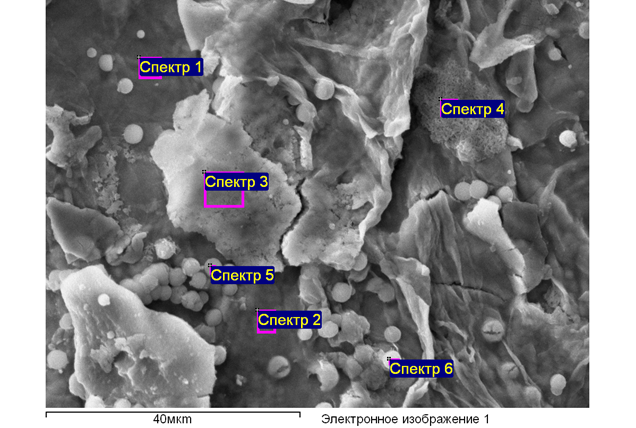 Спектр 1
Спектр 4
Спектр 3
Спектр 5
Спектр 2
Спектр 6
40мкm
Электронное изображение 1